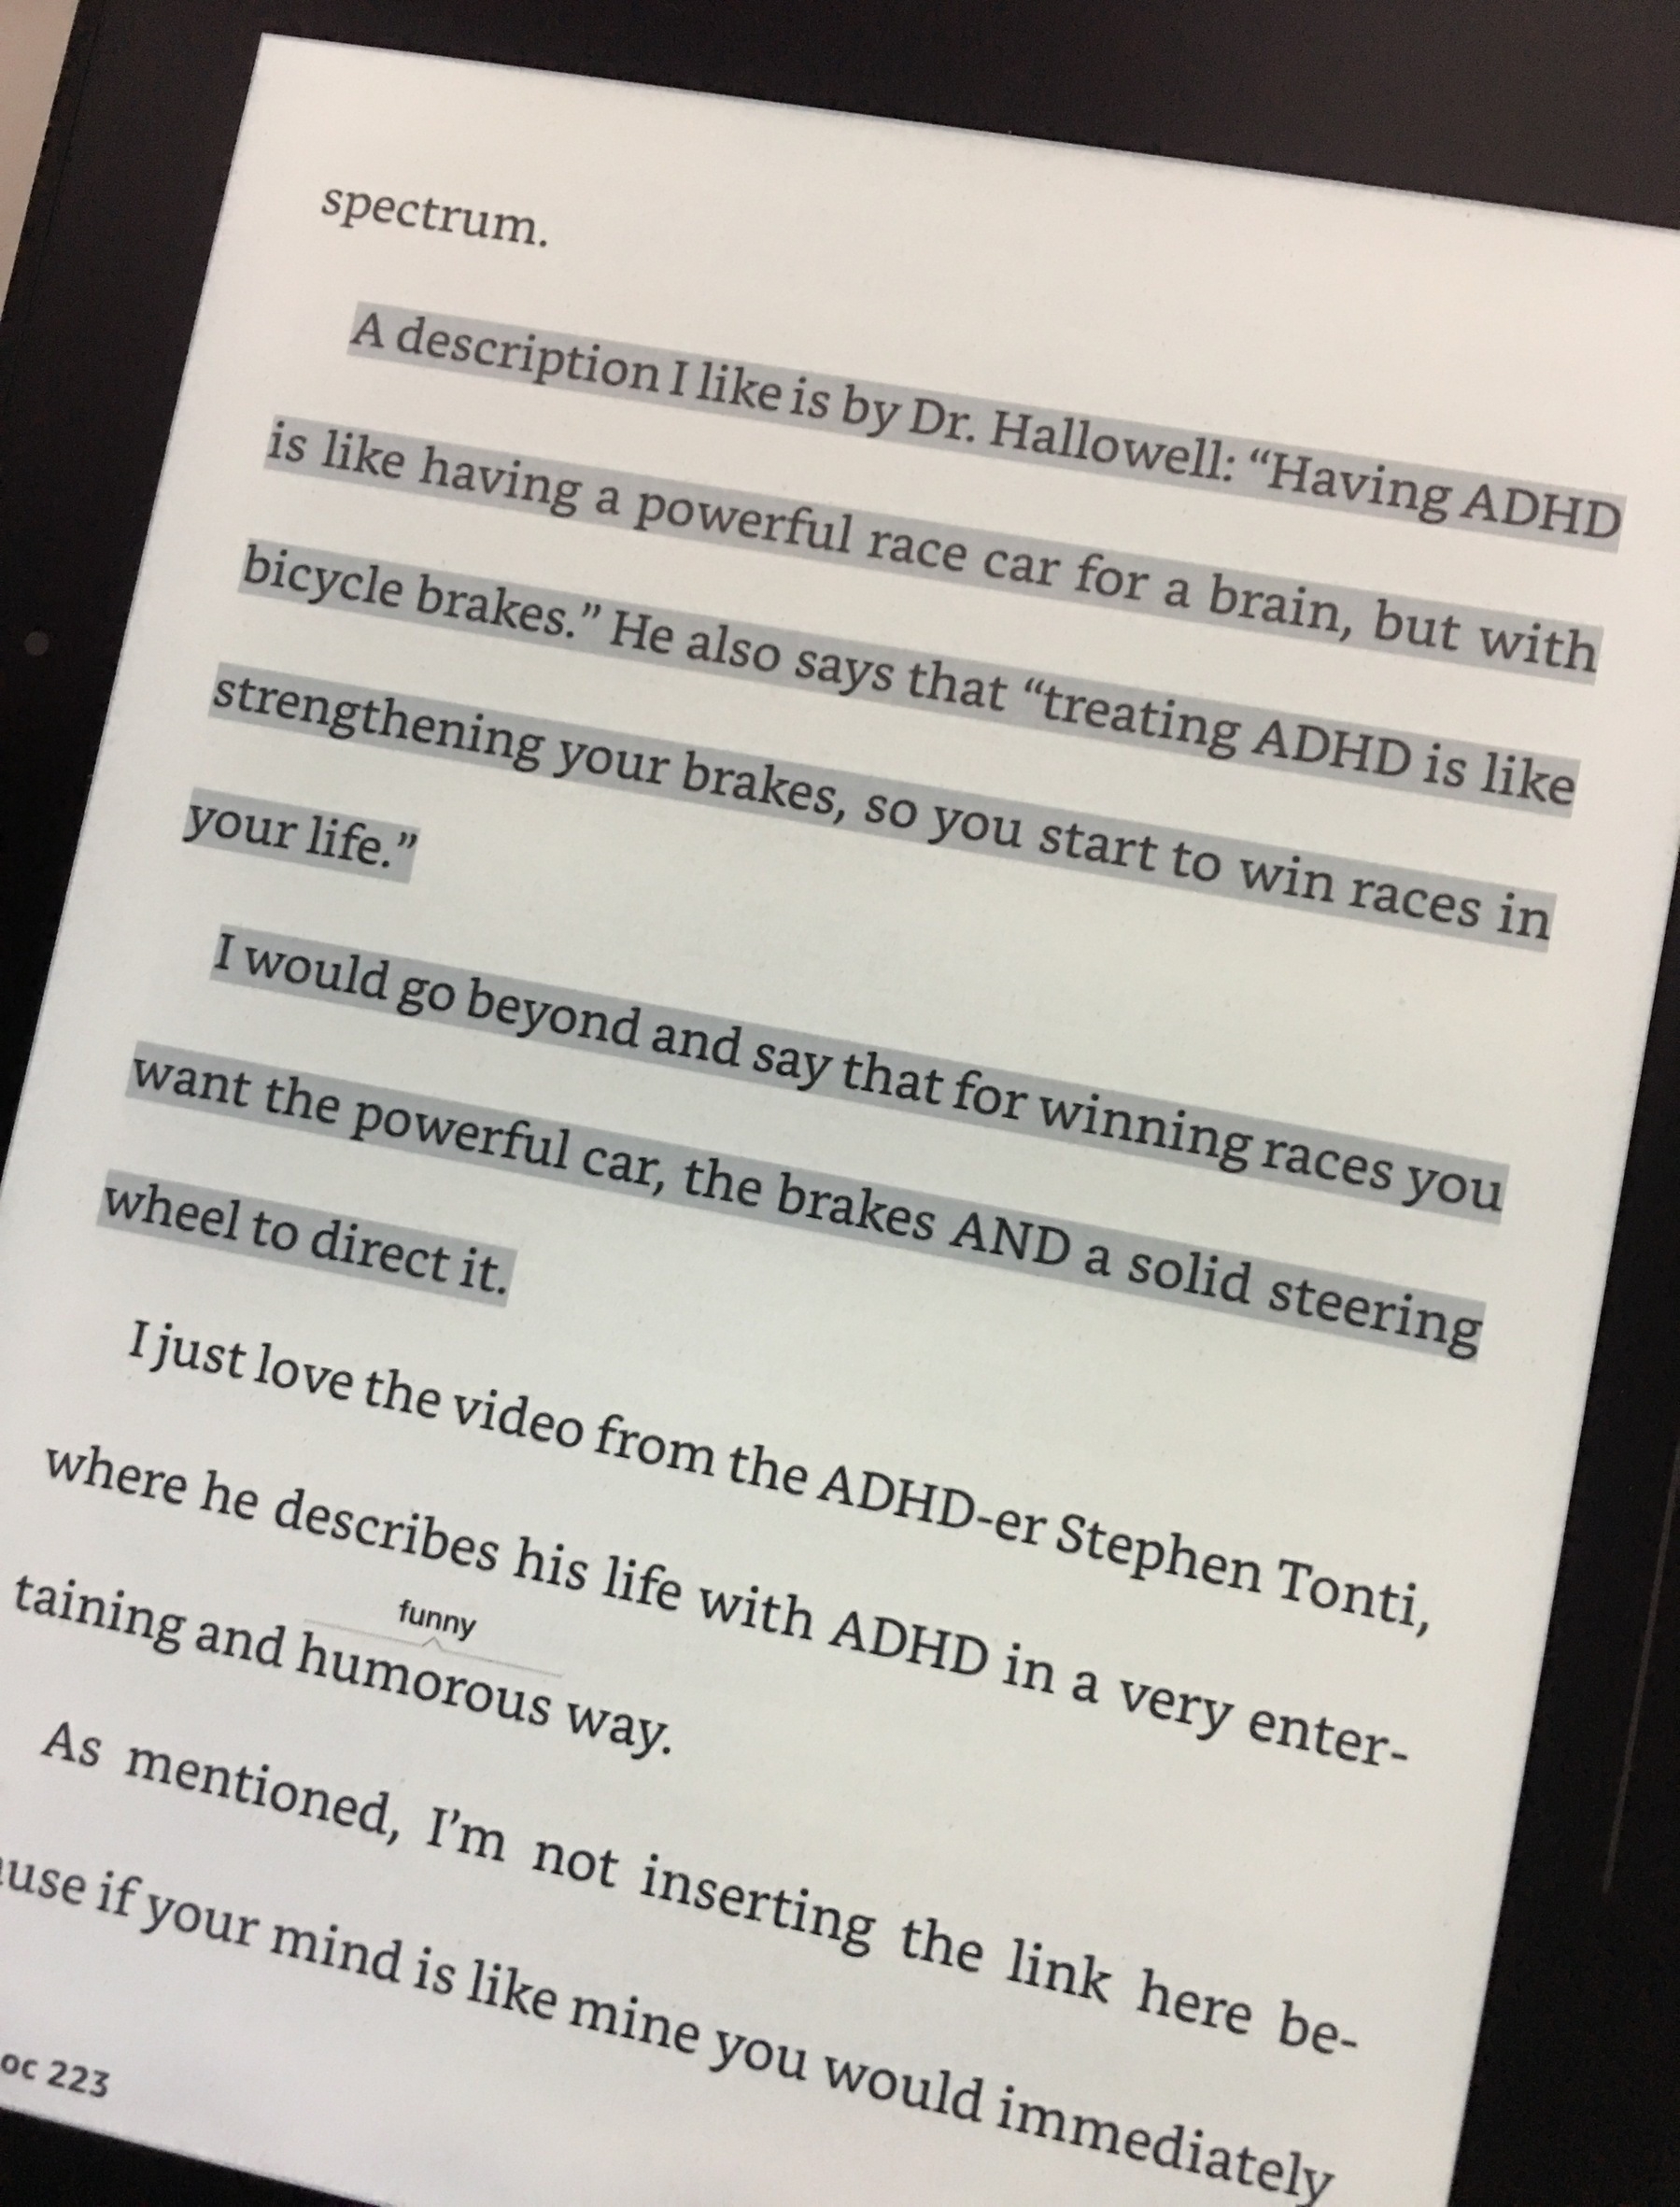 spectrum.
A description I like is by Dr. Hallowell: “Having ADHD
is like having a powerful race car for a brain, but with
bicycle brakes.” He also says that “treating ADHD is like
strengthening your brakes, so you start to win races in
your life.”
I would go beyond and say that for winning races you
want the powerful car, the brakes AND a solid steering
wheel to direct it.
I just love the video from the ADHD-er Stephen Tonti,
where he describes his life with ADHD in a very enter-
funny
taining and humorous way.
As mentioned, I’m not inserting the link here be-
if your mind is like mine you would immediately
223